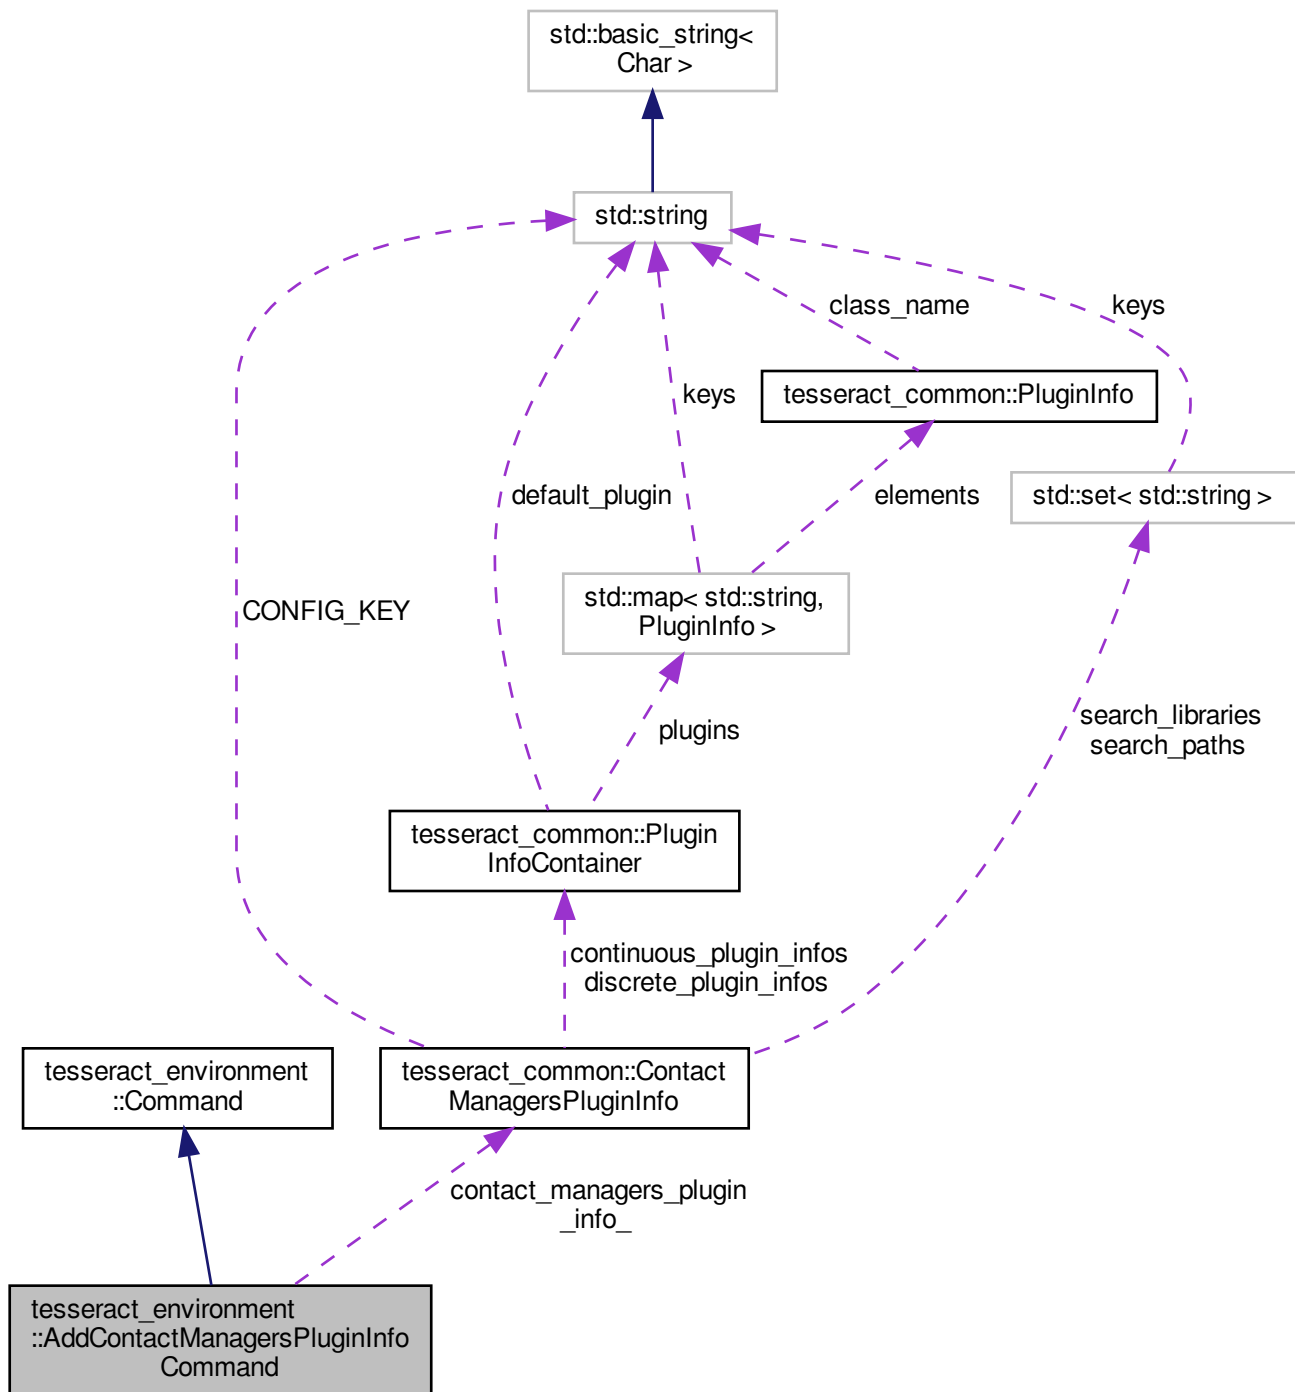 std::basic_string<
Char >
std::string
class_name
keys
keys
tesseract_common::PluginInfo
default_plugin
elements
std::set< std::string >
std::map< std::string,
PluginInfo >
CONFIG_KEY
search_libraries
search_paths
plugins
tesseract_common::Plugin
InfoContainer
continuous_plugin_infos
discrete_plugin_infos
tesseract_environment
::Command
tesseract_common::Contact
ManagersPluginInfo
contact_managers_plugin
_info_
tesseract_environment
::AddContactManagersPluginInfo
Command